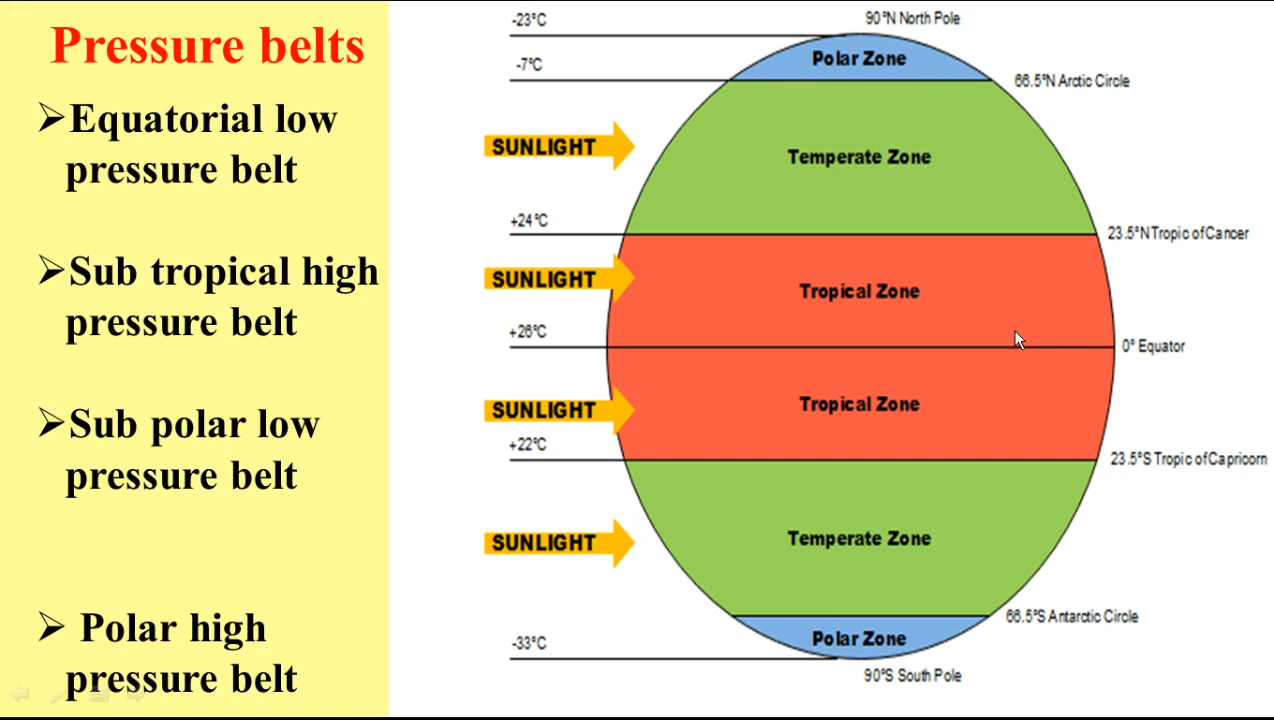 Pressure belts
➢Equatorial low
pressure belt
➢Sub tropical high
pressure belt
➢Sub polar low
pressure belt
➢ Polar high
pressure belt
-23°C
90°N North Pole
Polar Zone
-7°C
66.5°N Arctic Circle
SUNLIGHT
Temperate Zone
+24°C
23.5°N Tropic of Cancer
SUNLIGHT
Tropical Zone
+26°C
0° Equator
SUNLIGHT
Tropical Zone
+22°C
23.5°S Tropic of Capricorn
SUNLIGHT
Temperate Zone
66.5°S Antarctic Circle
Polar Zone
-33°C
90°S South Pole